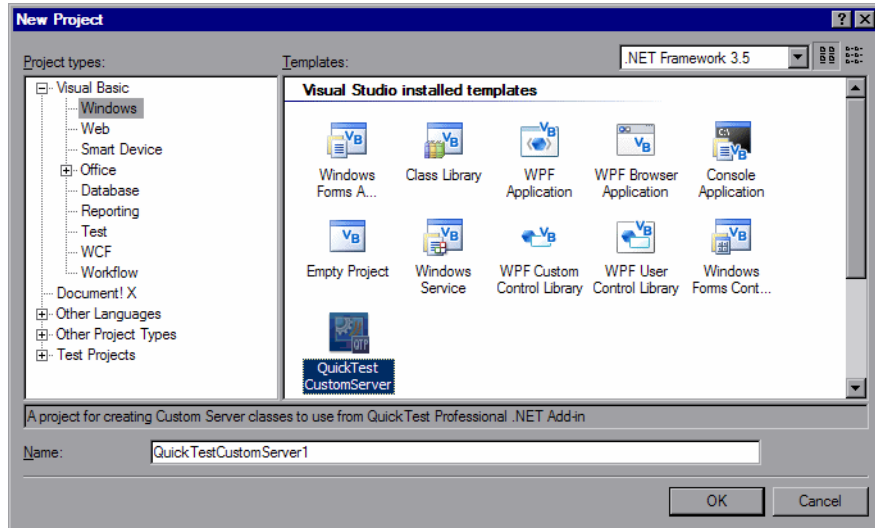 New Project
Project types:
Templates:
.NET Framework 3.5
Visual Basic
Windows
Web
Smart Device
Office
Database
Reporting
Test
WCF
Workflow
Document! X
Other Languages
Other Project Types
Test Projects
Visual Studio installed templates
Windows
Forms A...
Class Library
WPF
Application
WPF Browser
Application
Console
Application
Empty Project
Windows
Service
WPF Custom
Control Library
WPF User
Control Library
Windows
Forms Cont...
QuickTest
CustomServer
A project for creating Custom Server classes to use from QuickTest Professional .NET Add-in
Name:
QuickTestCustomServer1
OK
Cancel